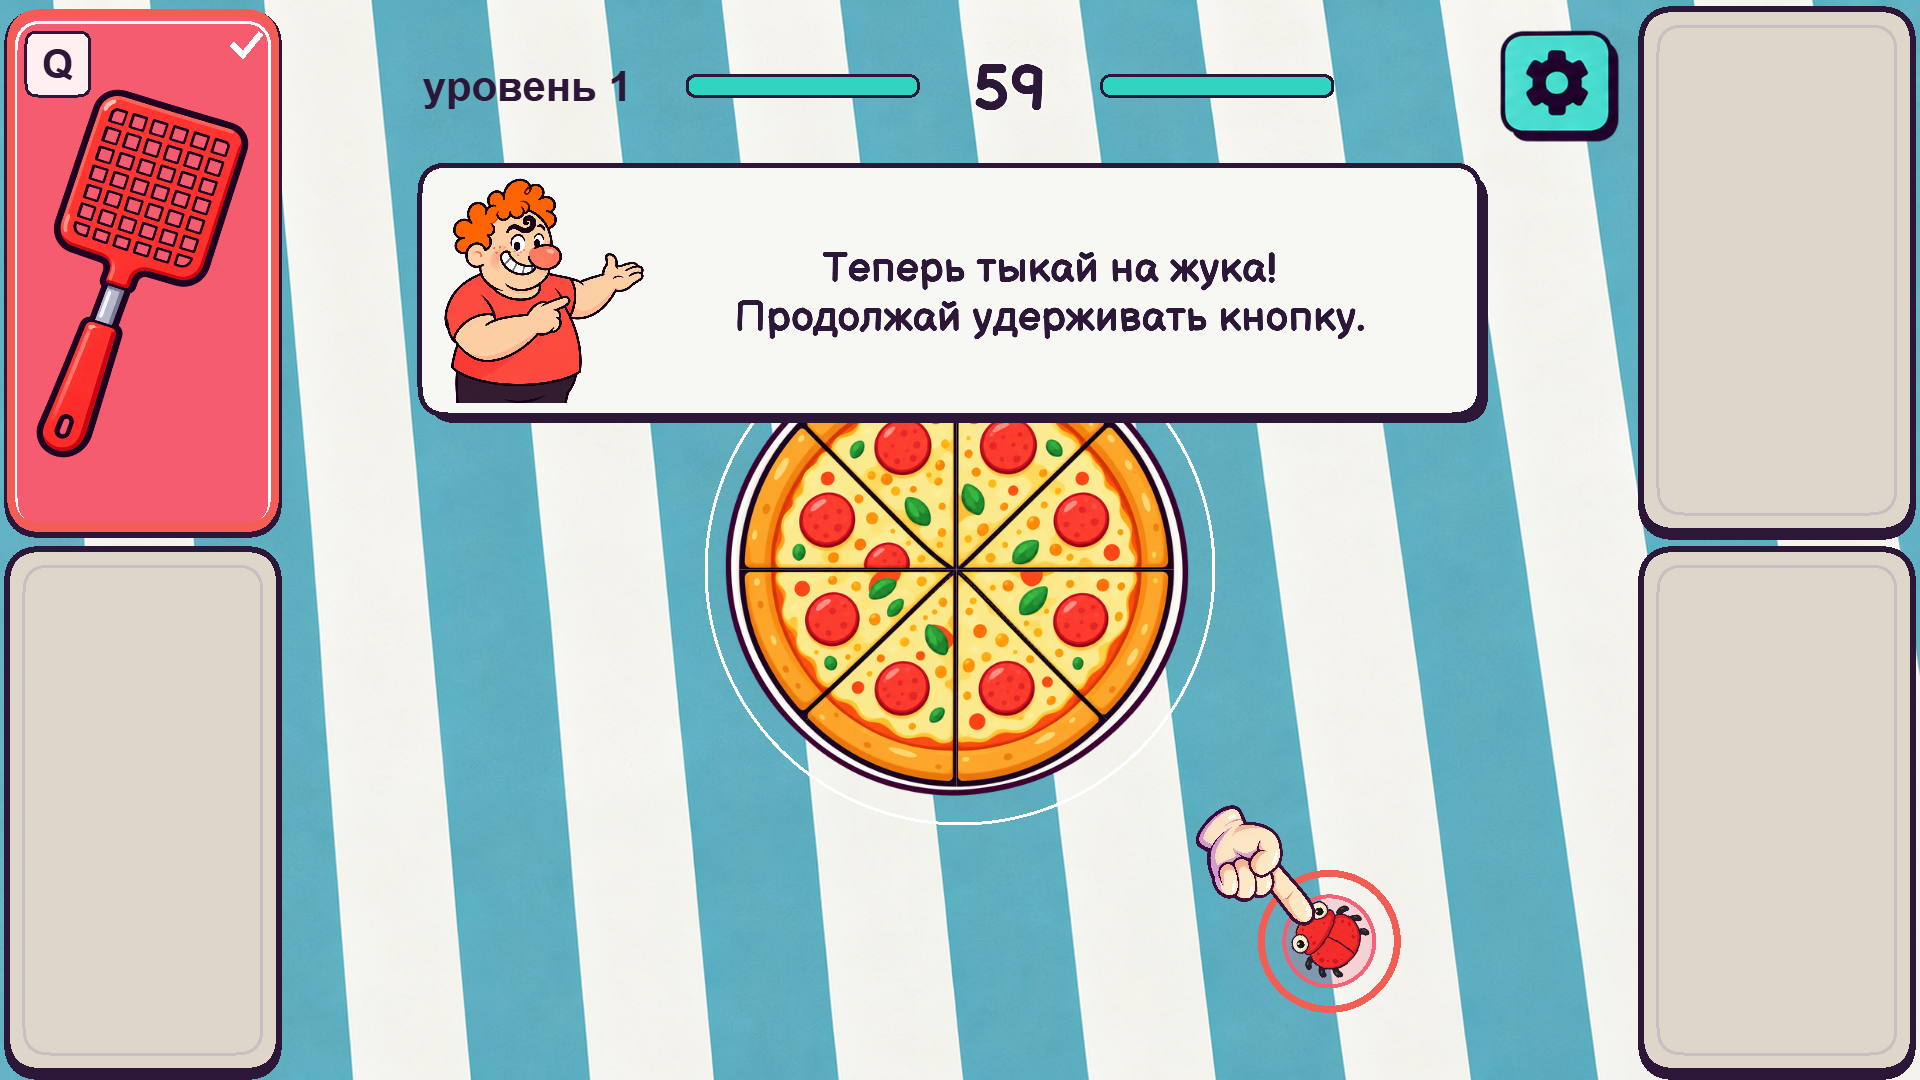 Q
уровень 1
59
Теперь тыкай на жука!
Продолжай удерживать кнопку.